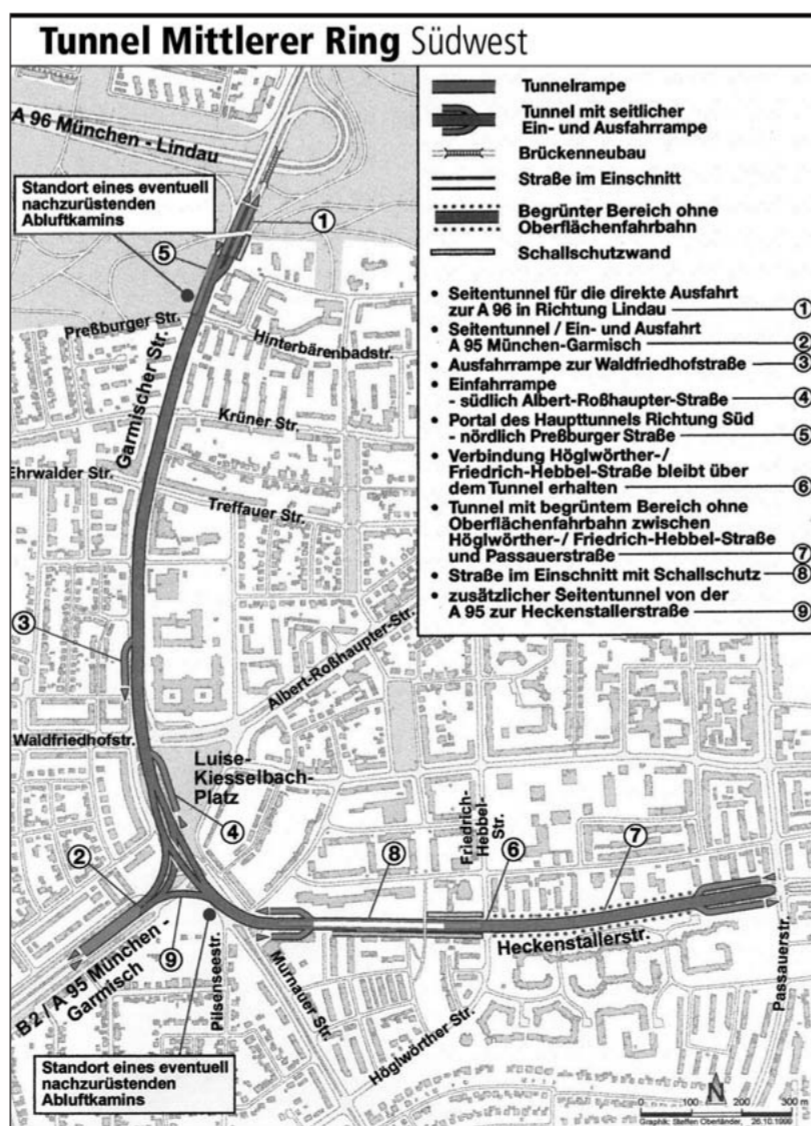 Tunnel Mittlerer Ring Südwest
A 96 München - Lindau
Standort eines eventuell
nachzurüstenden
Abluftkamins
1
5
Preßburger Str.
Hinterbärenbadstr.
Garmischer Str.
Krüner Str.
Ehrwalder Str.
Treffauer Str.
3
Albert-Roßhaupter-Str.
Waldfriedhofstr.
Luise-
Kiesselbach-
Platz
4
2
Friedrich-
Hebbel-
Str.
8
6
7
Heckenstallerstr.
9
B2 / A 95 München -
Garmisch
Pilsenseestr.
Murnauer Str.
Höglwörther Str.
Passauerstr.
Standort eines eventuell
nachzurüstenden
Abluftkamins
Tunnelrampe
Tunnel mit seitlicher
Ein- und Ausfahrrampe
Brückenneubau
Straße im Einschnitt
Begrünter Bereich ohne
Oberflächenfahrbahn
Schallschutzwand
• Seitentunnel für die direkte Ausfahrt
zur A 96 in Richtung Lindau 1
• Seitentunnel / Ein- und Ausfahrt
A 95 München-Garmisch 2
• Ausfahrrampe zur Waldfriedhofstraße 3
• Einfahrrampe
- südlich Albert-Roßhaupter-Straße 4
• Portal des Haupttunnels Richtung Süd
- nördlich Preßburger Straße 5
• Verbindung Höglwörther-/
Friedrich-Hebbel-Straße bleibt über
dem Tunnel erhalten 6
• Tunnel mit begrüntem Bereich ohne
Oberflächenfahrbahn zwischen
Höglwörther-/ Friedrich-Hebbel-Straße
und Passauerstraße 7
• Straße im Einschnitt mit Schallschutz 8
• zusätzlicher Seitentunnel von der
A 95 zur Heckenstallerstraße 9
N
0 100 200 300 m
Graphik: Steffen Oberländer, 26.10.1999